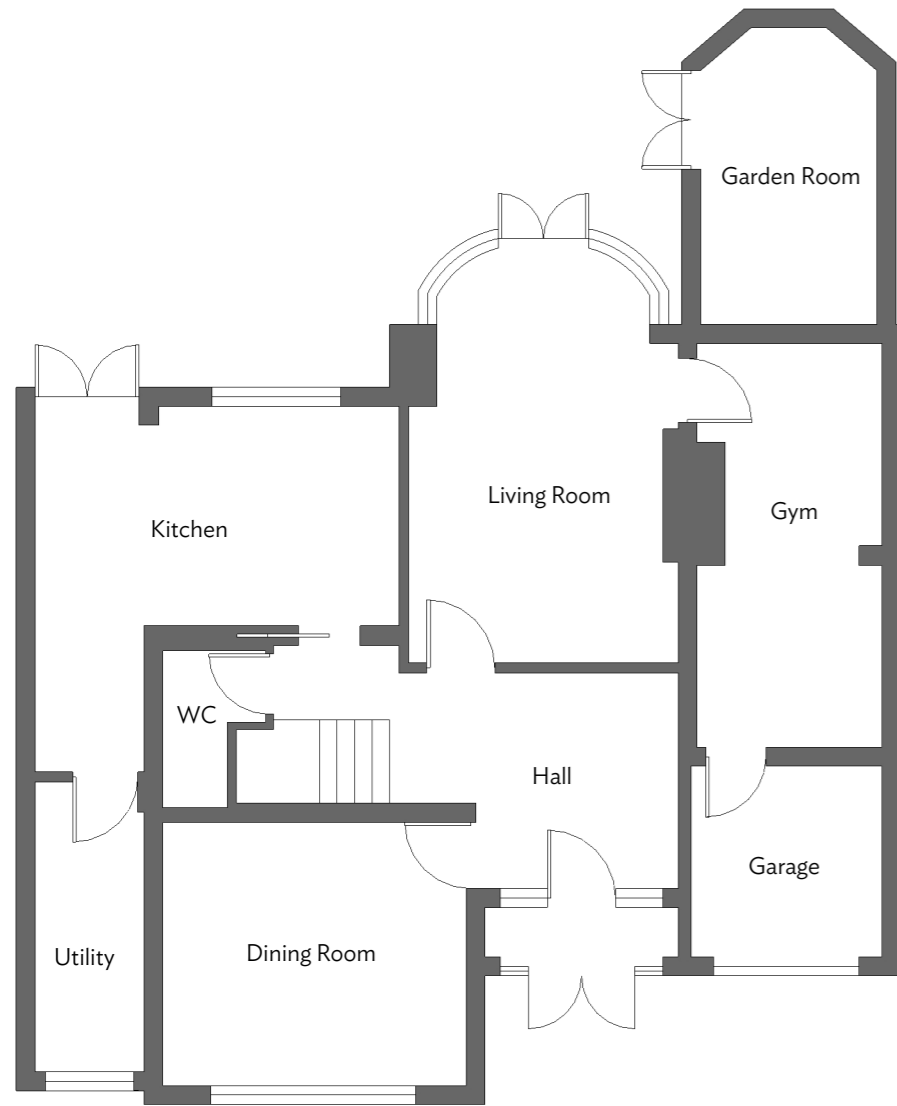 Garden Room
Living Room
Gym
Kitchen
WC
Hall
Garage
Utility
Dining Room